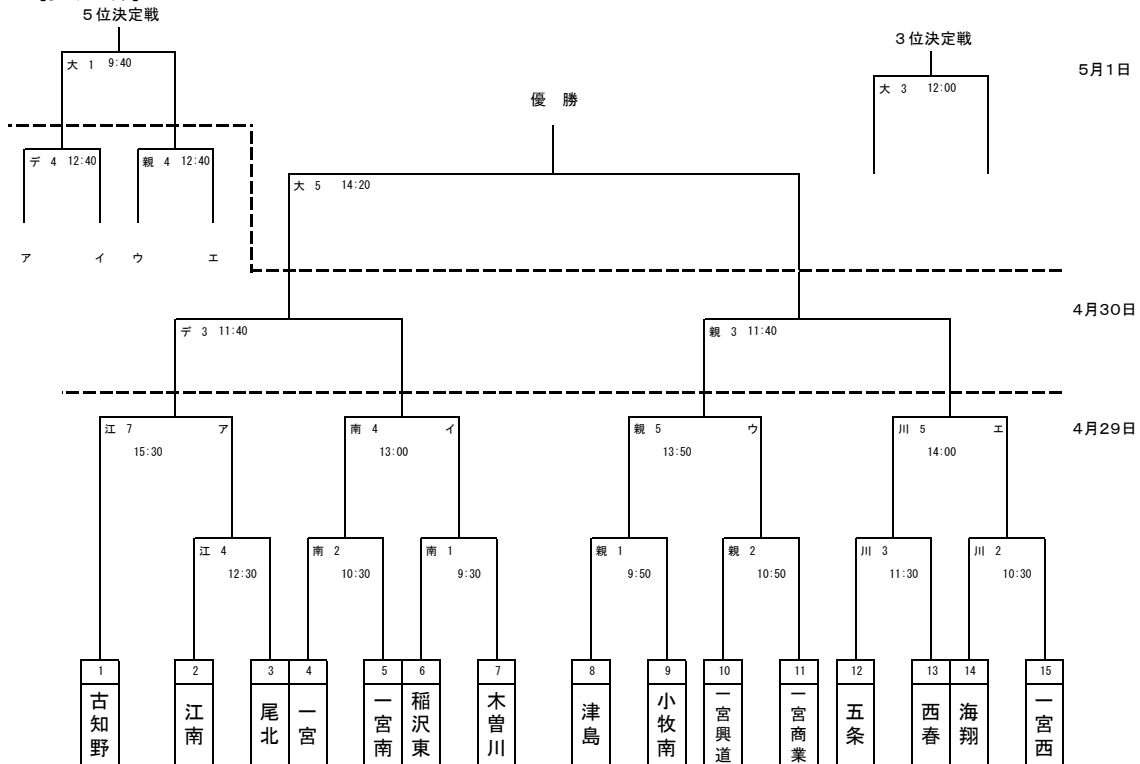 5位決定戦
3位決定戦
大 1 9:40
5月1日
大 3 12:00
優 勝
デ 4 12:40
親 4 12:40
大 5 14:20
ア イ ウ エ
4月30日
デ 3 11:40
親 3 11:40
4月29日
江 7 ア
15:30
南 4 イ
13:00
親 5 ウ
13:50
川 5 エ
14:00
江 4
12:30
南 2
10:30
南 1
9:30
親 1
9:50
親 2
10:50
川 3
11:30
川 2
10:30
1 2 3 4 5 6 7 8 9 10 11 12 13 14 15
古知野
江南
尾北
一宮
一宮南
稲沢東
木曽川
津島
小牧南
一宮興道
一宮商業
五条
西春
海翔
一宮西